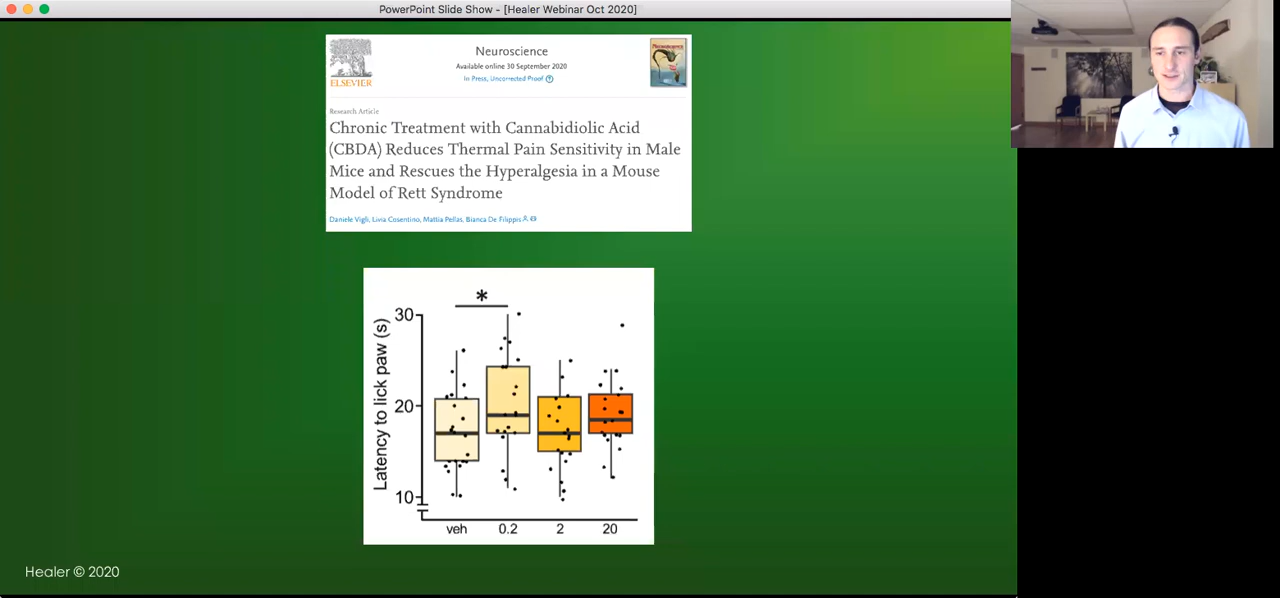 PowerPoint Slide Show - [Healer Webinar Oct 2020]
ELSEVIER
Neuroscience
Available online 30 September 2020
In Press, Uncorrected Proof
Research Article
Chronic Treatment with Cannabidiolic Acid
(CBDA) Reduces Thermal Pain Sensitivity in Male
Mice and Rescues the Hyperalgesia in a Mouse
Model of Rett Syndrome
Daniele Vigli, Livia Cosentino, Mattia Pellas, Bianca De Filippis
*
Latency to lick paw (s)
30
20
10
veh 0.2 2 20
Healer © 2020